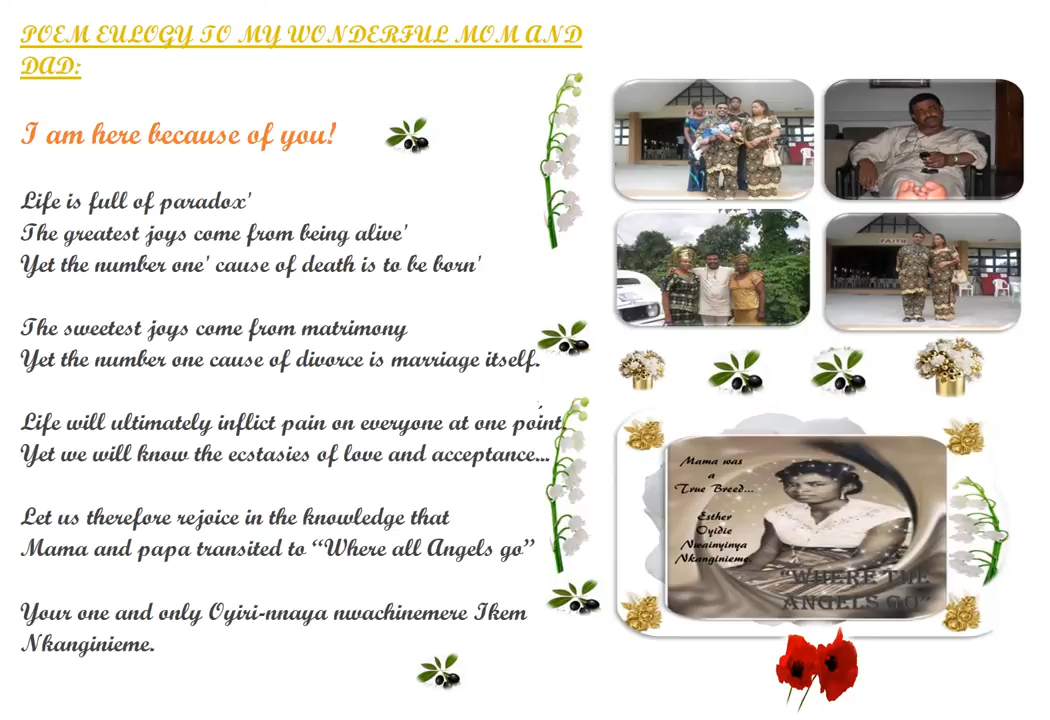 POEM EULOGY TO MY WONDERFUL MOM AND
DAD:
I am here because of you!
Life is full of paradox'
The greatest joys come from being alive'
Yet the number one' cause of death is to be born'
The sweetest joys come from matrimony
Yet the number one cause of divorce is marriage itself.
Life will ultimately inflict pain on everyone at one point,
Yet we will know the ecstasies of love and acceptance...
Let us therefore rejoice in the knowledge that
Mama and papa transited to “Where all Angels go”
Your one and only Oyiri-nnaya nwachinemere Ikem
Nkanginieme.
FAITH
Mama was
a
True Breed...
Esther
Oyidie
Nwainyinya
Nkanginieme.
“WHERE THE
ANGELS GO”